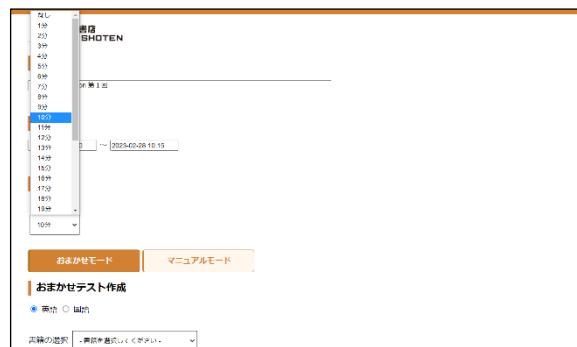 なし
1分
2分
3分
4分
5分
6分
7分
8分
9分
10分
11分
12分
13分
14分
15分
16分
17分
18分
19分
書店
SHOTEN
on 第1回
0 ～ 2023-02-28 10:15
10分
おまかせモード
マニュアルモード
おまかせテスト作成
英語 国語
書籍の選択 - 書籍を選択してください -